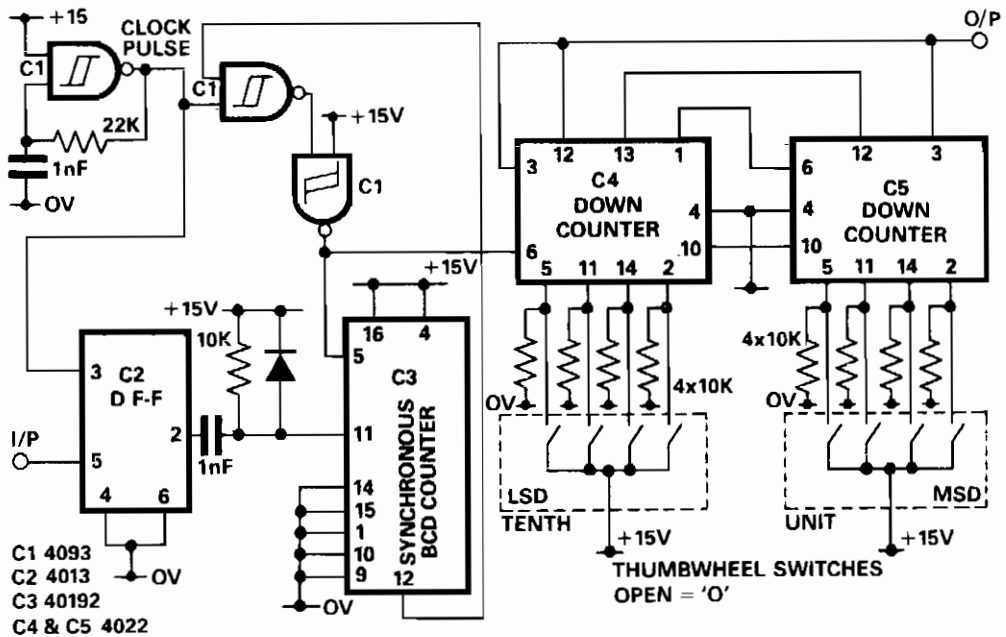 +15
CLOCK
PULSE
C1
22K
1nF
0V
C1
+15V
C1
O/P
3
12
13
1
C4
DOWN
COUNTER
4
6
10
5
11
14
2
12
3
6
C5
DOWN
COUNTER
4
10
5
11
14
2
+15V
16
4
5
C3
SYNCHRONOUS
BCD COUNTER
11
14
15
1
10
9
12
0V
+15V
10K
3
C2
D F-F
2
1nF
I/P
5
4
6
0V
4x10K
0V
4x10K
0V
LSD
TENTH
+15V
UNIT
MSD
+15V
THUMBWHEEL SWITCHES
OPEN = 'O'
C1 4093
C2 4013
C3 40192
C4 & C5 4022